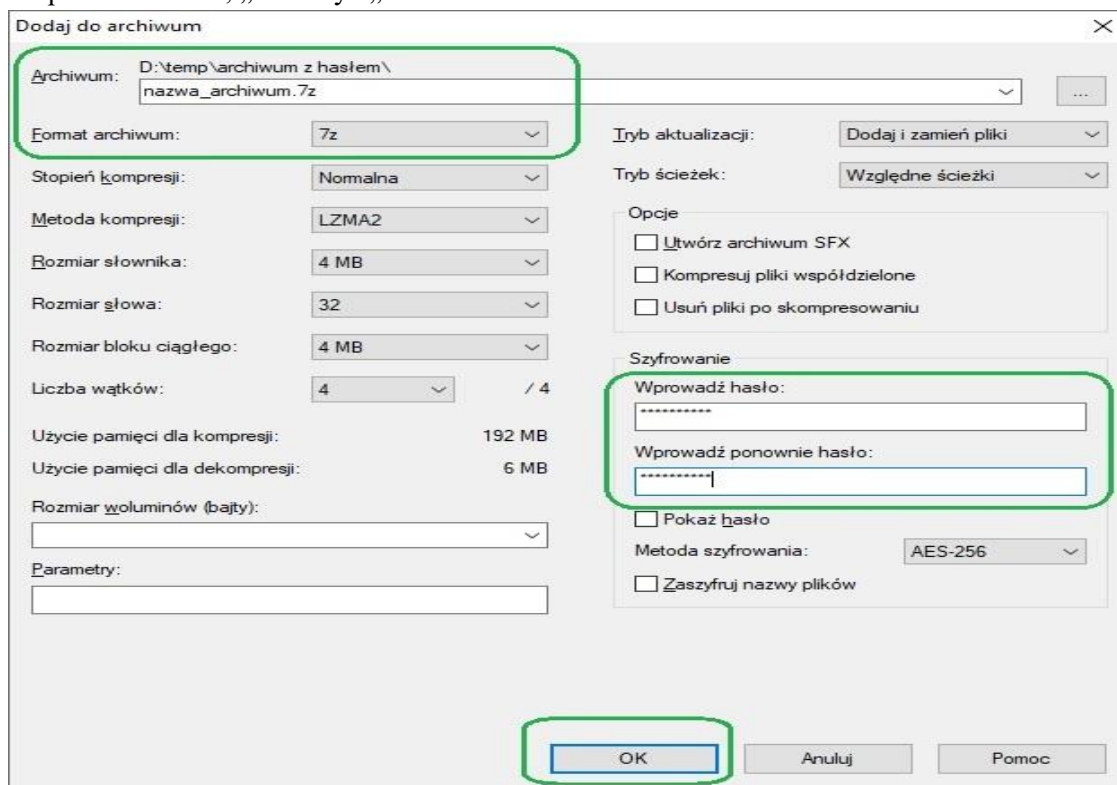 Dodaj do archiwum
Archiwum:
D:\temp\archiwum z hasłem\
nazwa_archiwum.7z
...
Format archiwum:
7z
Stopień kompresji:
Normalna
Metoda kompresji:
LZMA2
Rozmiar słownika:
4 MB
Rozmiar słowa:
32
Rozmiar bloku ciągłego:
4 MB
Liczba wątków:
4
/ 4
Użycie pamięci dla kompresji:
192 MB
Użycie pamięci dla dekompresji:
6 MB
Rozmiar woluminów (bajty):
Parametry:
Tryb aktualizacji:
Dodaj i zamień pliki
Tryb ścieżek:
Względne ścieżki
Opcje
Utwórz archiwum SFX
Kompresuj pliki współdzielone
Usuń pliki po skompresowaniu
Szyfrowanie
Wprowadź hasło:
**********
Wprowadź ponownie hasło:
**********
Pokaż hasło
Metoda szyfrowania:
AES-256
Zaszyfruj nazwy plików
OK
Anuluj
Pomoc